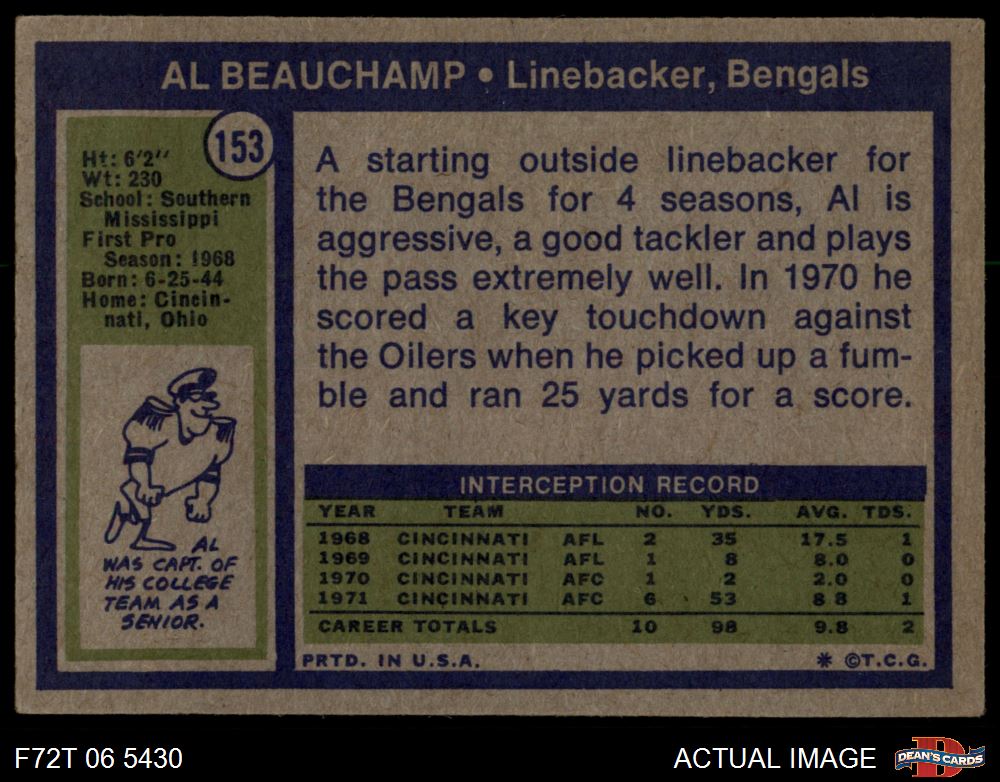 AL BEAUCHAMP • Linebacker, Bengals
153
Ht: 6'2''
Wt: 230
School: Southern
Mississippi
First Pro
Season: 1968
Born: 6-25-44
Home: Cincin-
nati, Ohio
AL
WAS CAPT. OF
HIS COLLEGE
TEAM AS A
SENIOR.
A starting outside linebacker for
the Bengals for 4 seasons, Al is
aggressive, a good tackler and plays
the pass extremely well. In 1970 he
scored a key touchdown against
the Oilers when he picked up a fum-
ble and ran 25 yards for a score.
INTERCEPTION RECORD
YEAR TEAM NO. YDS. AVG. TDS.
1968 CINCINNATI AFL 2 35 17.5 1
1969 CINCINNATI AFL 1 8 8.0 0
1970 CINCINNATI AFC 1 2 2.0 0
1971 CINCINNATI AFC 6 53 8 8 1
CAREER TOTALS 10 98 9.8 2
PRTD. IN U.S.A. * ©T.C.G.
F72T 06 5430
ACTUAL IMAGE
D
DEAN'S CARDS